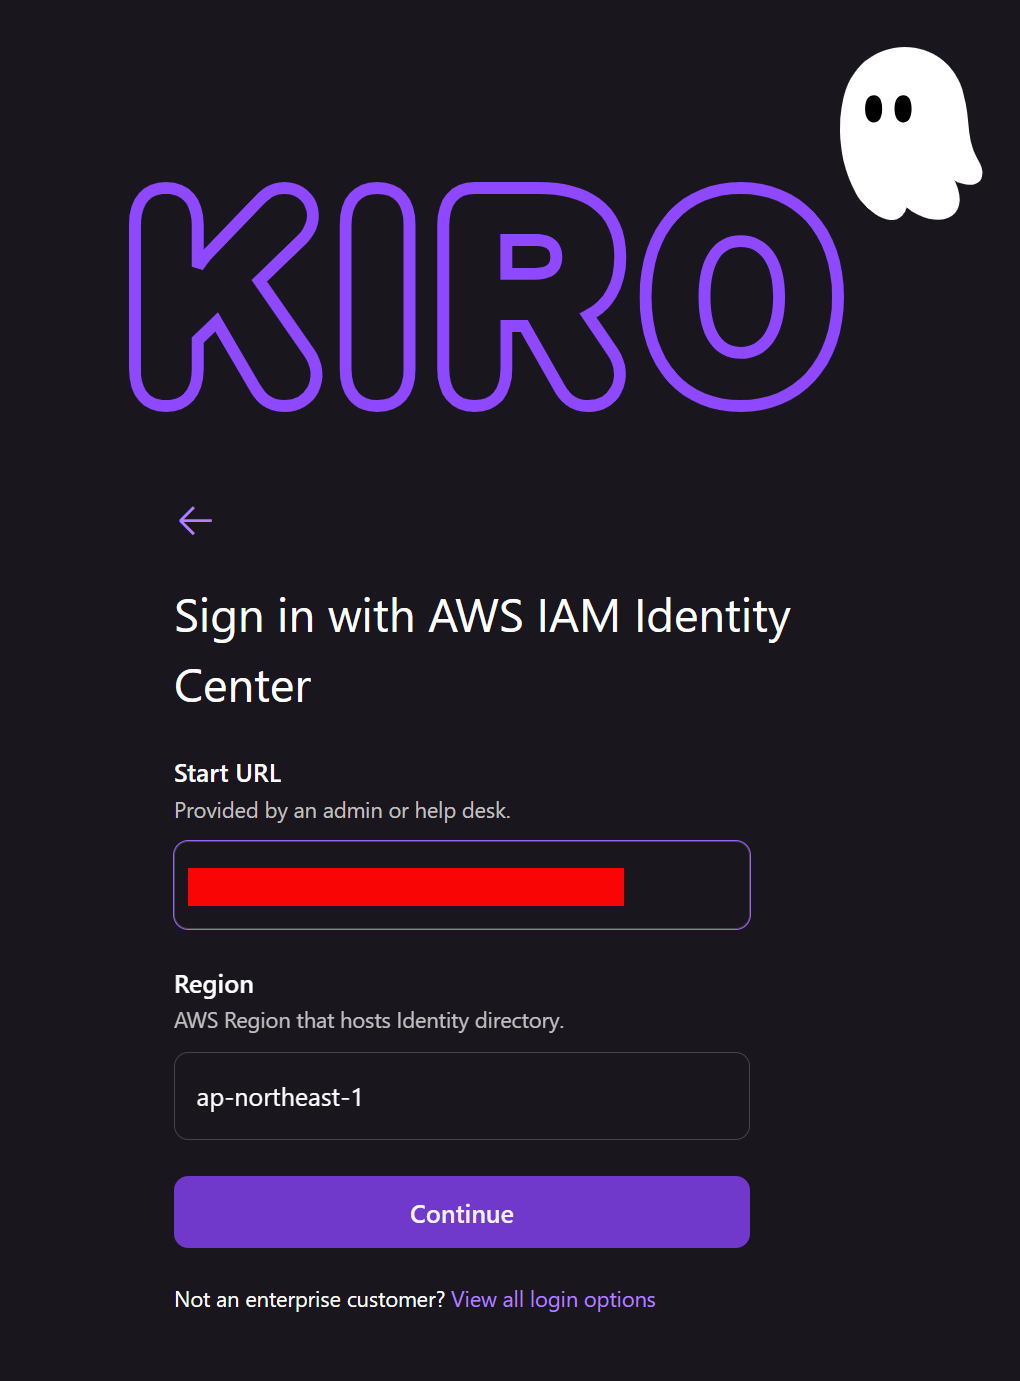 KIRO
Sign in with AWS IAM Identity
Center
Start URL
Provided by an admin or help desk.
Region
AWS Region that hosts Identity directory.
ap-northeast-1
Continue
Not an enterprise customer? View all login options